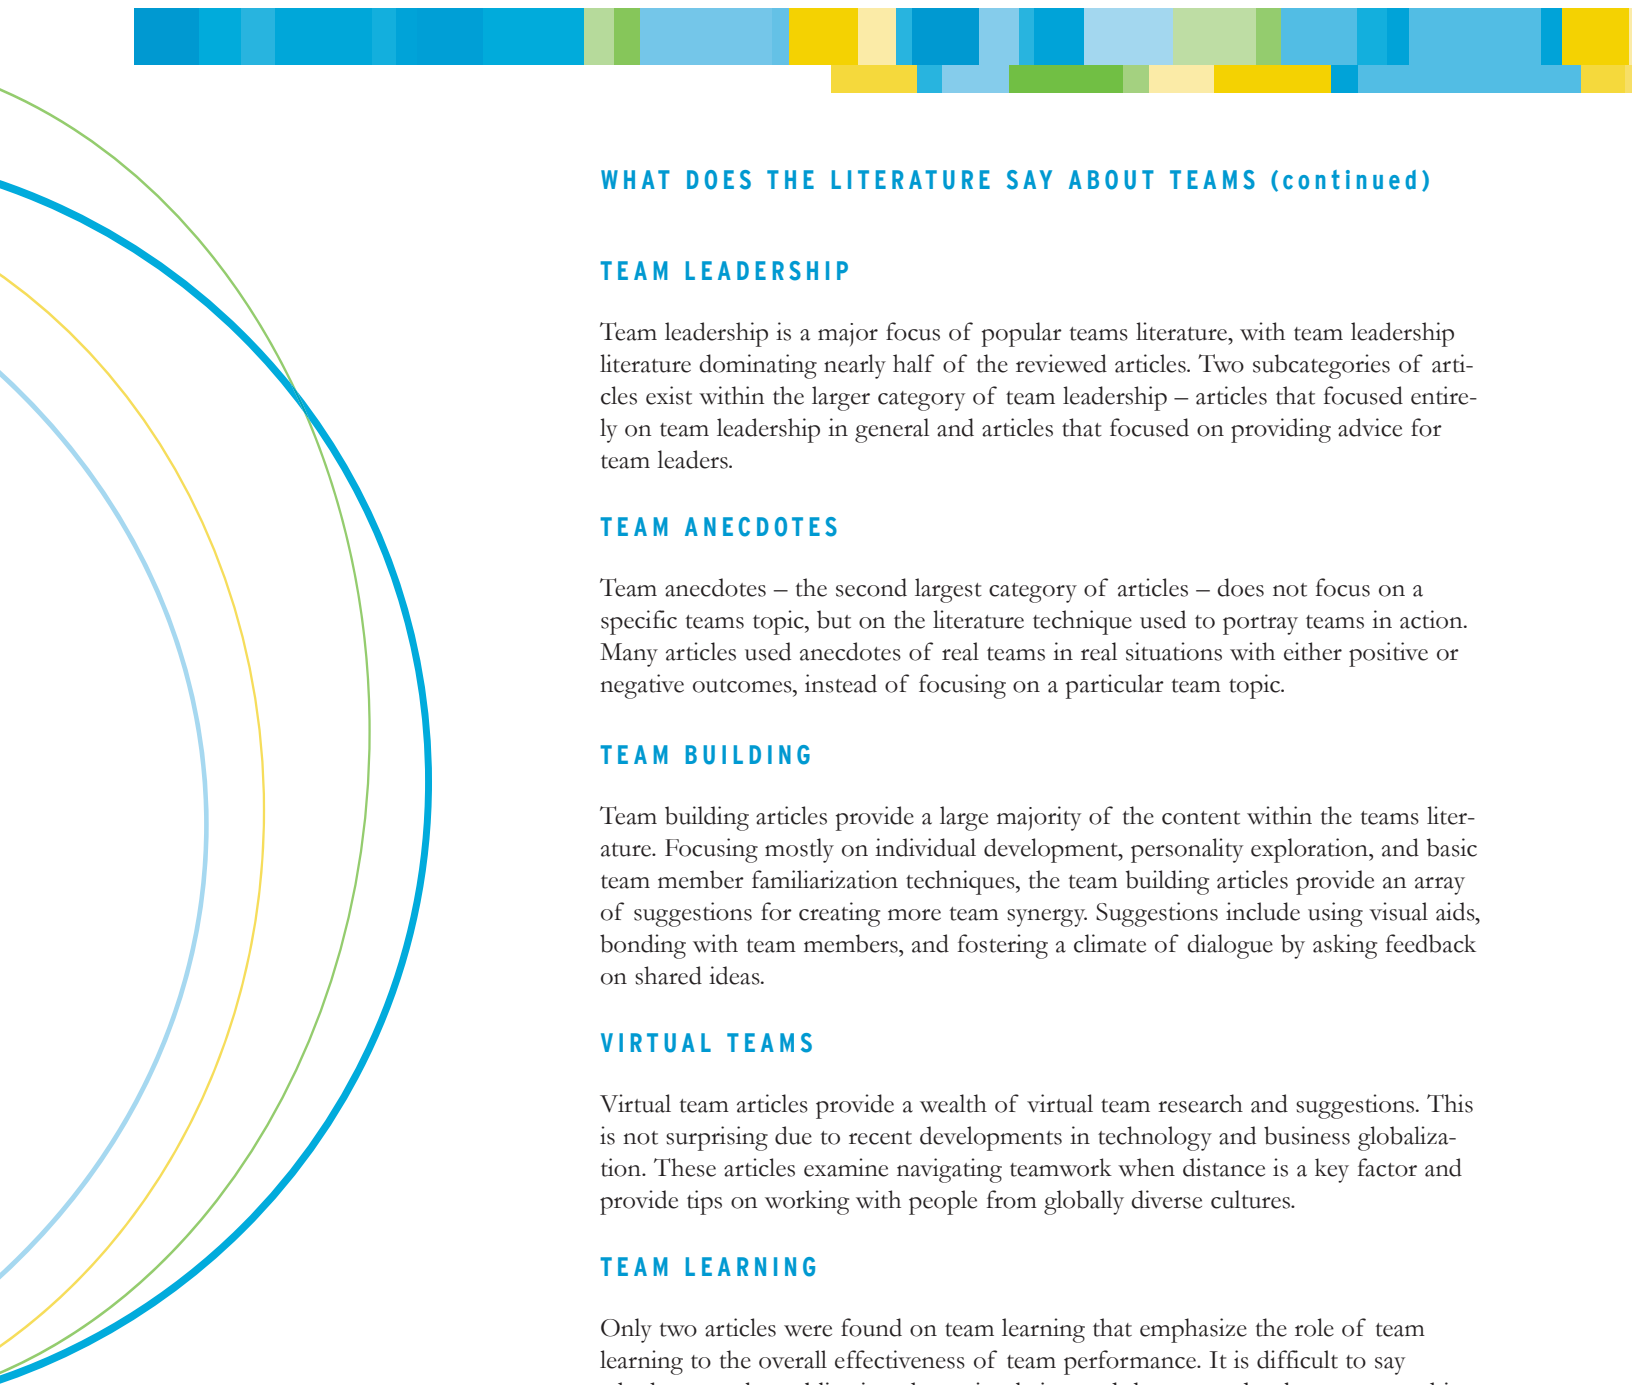 WHAT DOES THE LITERATURE SAY ABOUT TEAMS (continued)
TEAM LEADERSHIP
Team leadership is a major focus of popular teams literature, with team leadership
literature dominating nearly half of the reviewed articles. Two subcategories of arti-
cles exist within the larger category of team leadership – articles that focused entire-
ly on team leadership in general and articles that focused on providing advice for
team leaders.
TEAM ANECDOTES
Team anecdotes – the second largest category of articles – does not focus on a
specific teams topic, but on the literature technique used to portray teams in action.
Many articles used anecdotes of real teams in real situations with either positive or
negative outcomes, instead of focusing on a particular team topic.
TEAM BUILDING
Team building articles provide a large majority of the content within the teams liter-
ature. Focusing mostly on individual development, personality exploration, and basic
team member familiarization techniques, the team building articles provide an array
of suggestions for creating more team synergy. Suggestions include using visual aids,
bonding with team members, and fostering a climate of dialogue by asking feedback
on shared ideas.
VIRTUAL TEAMS
Virtual team articles provide a wealth of virtual team research and suggestions. This
is not surprising due to recent developments in technology and business globaliza-
tion. These articles examine navigating teamwork when distance is a key factor and
provide tips on working with people from globally diverse cultures.
TEAM LEARNING
Only two articles were found on team learning that emphasize the role of team
learning to the overall effectiveness of team performance. It is difficult to say